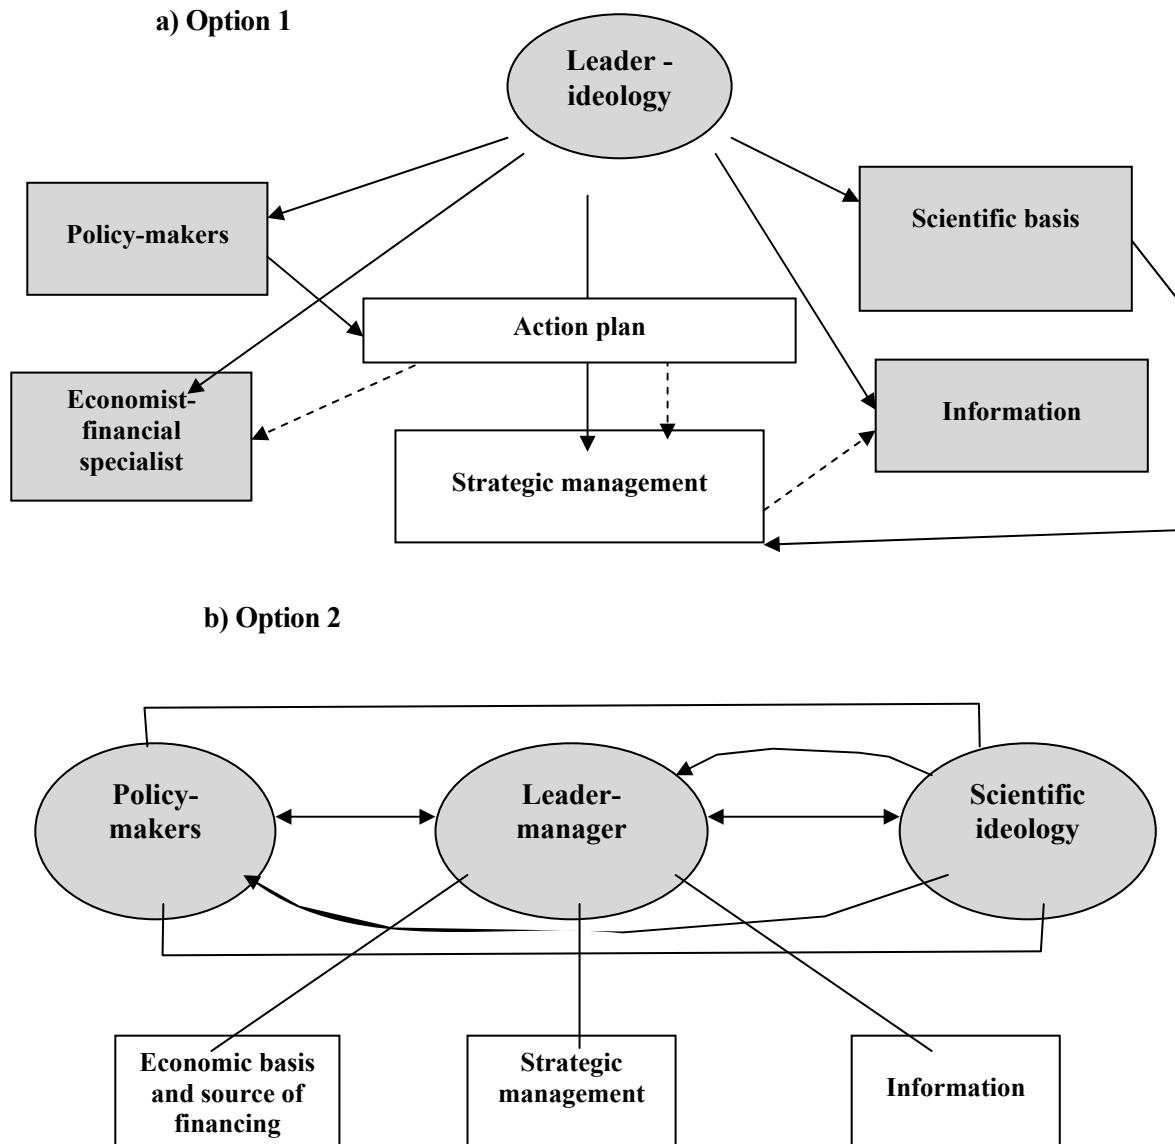 a) Option 1
Leader -
ideology
Policy-makers
Scientific basis
Action plan
Economist-
financial
specialist
Information
Strategic management
b) Option 2
Policy-
makers
Leader-
manager
Scientific
ideology
Economic basis
and source of
financing
Strategic
management
Information